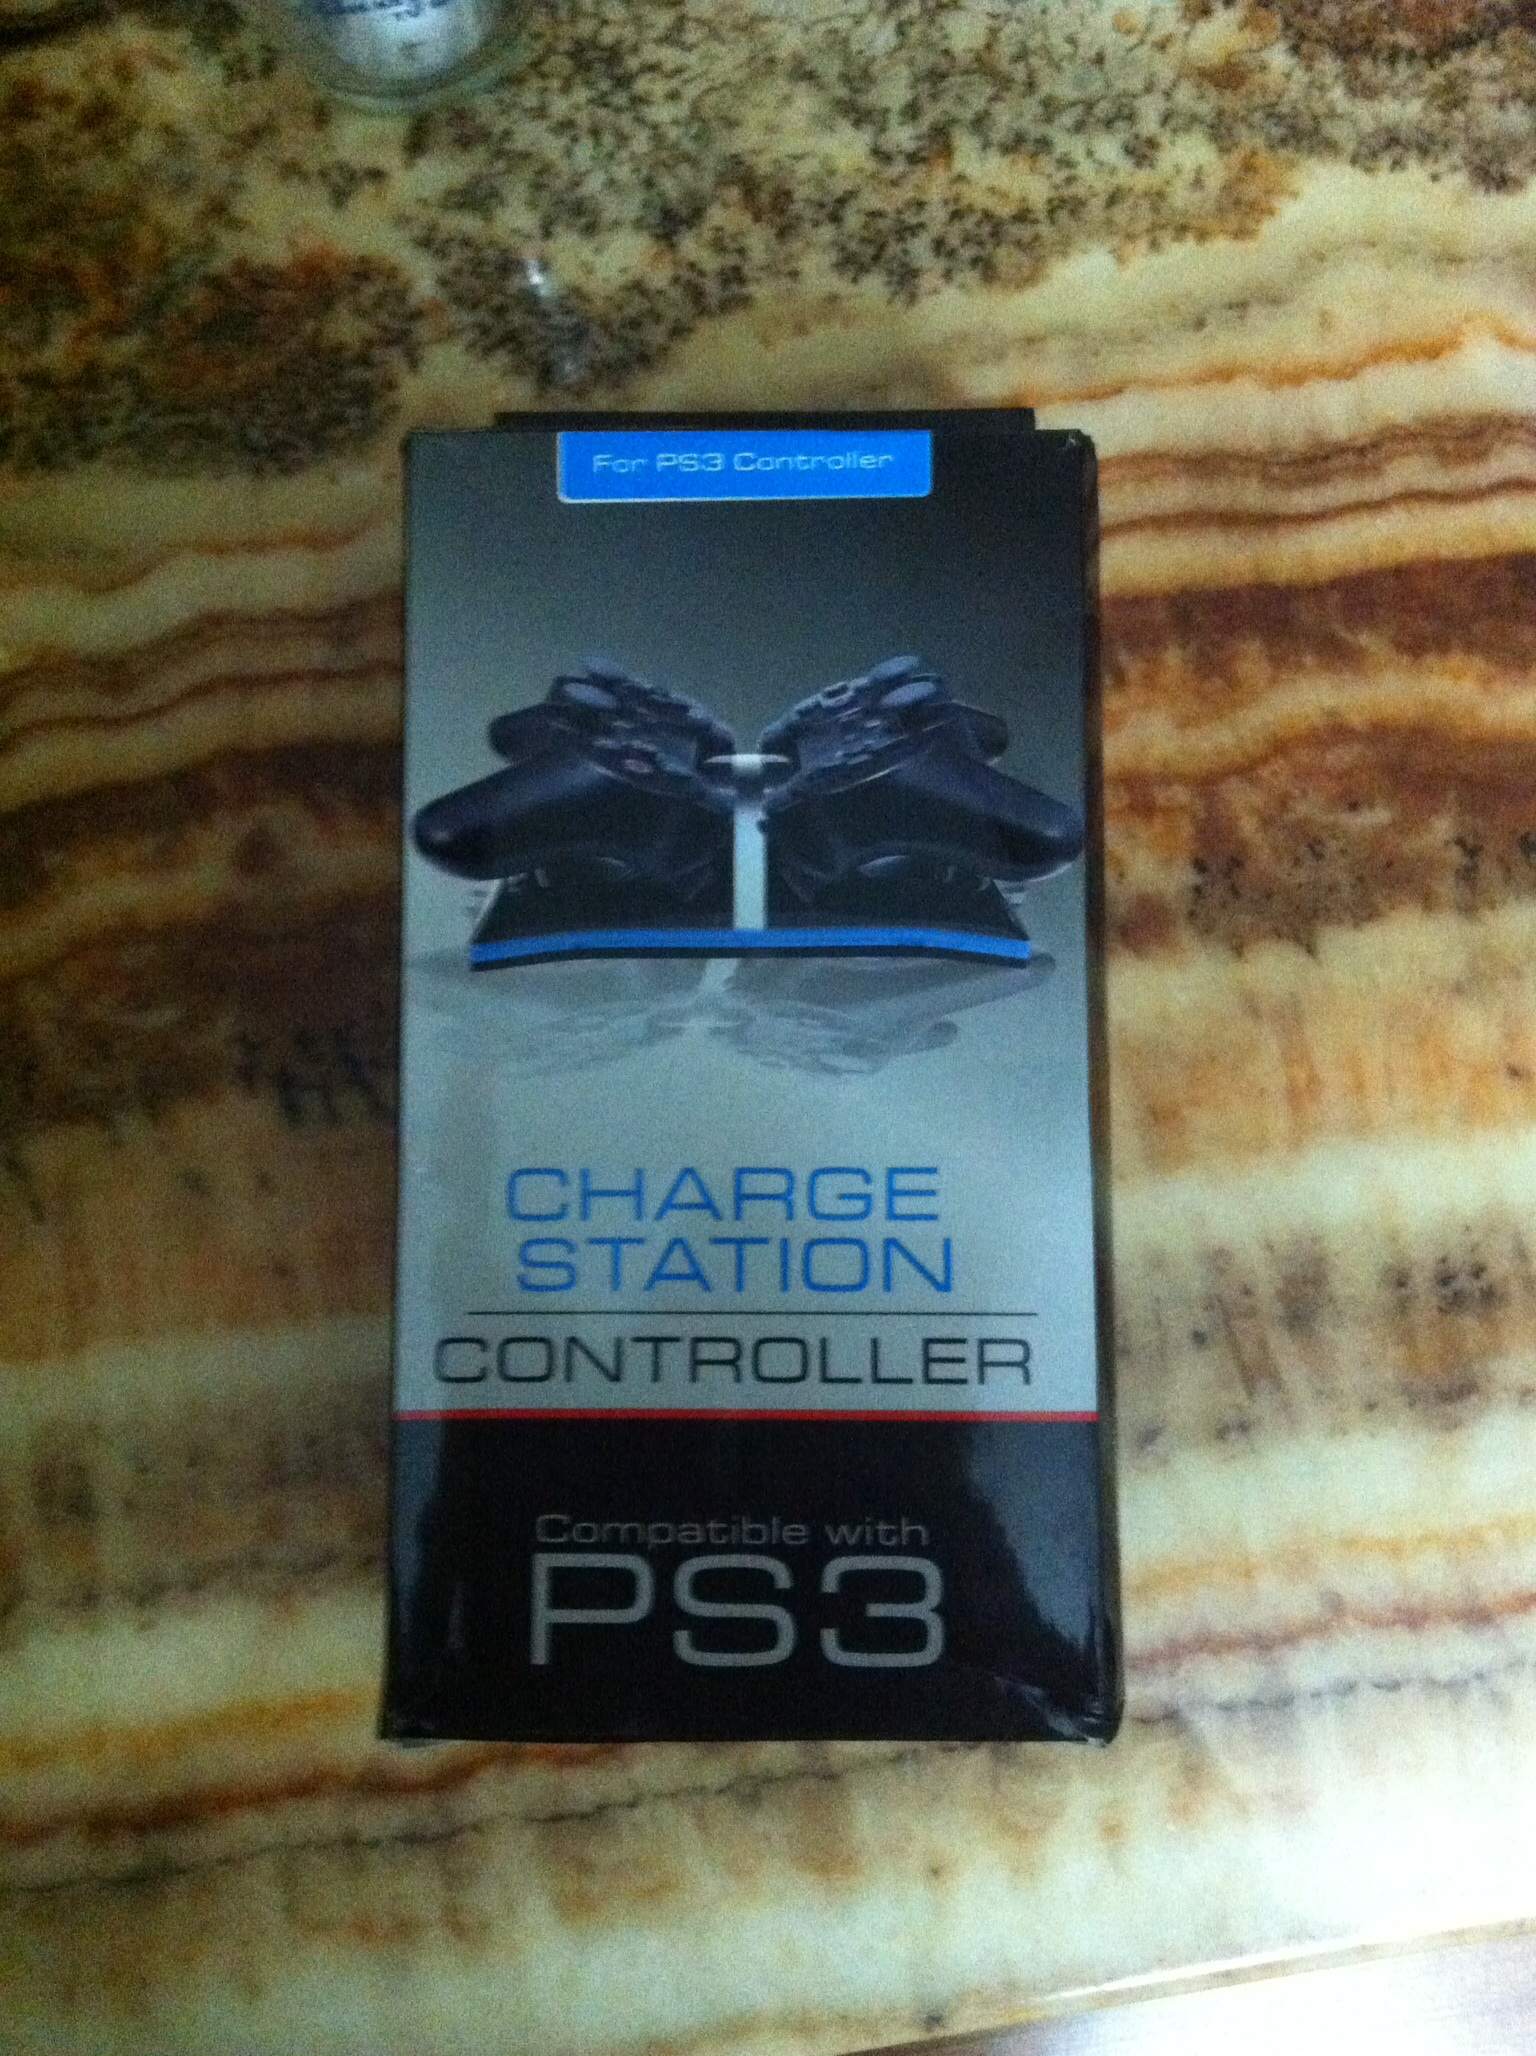 For PS3 Controller
CHARGE
STATION
CONTROLLER
Compatible with
PS3